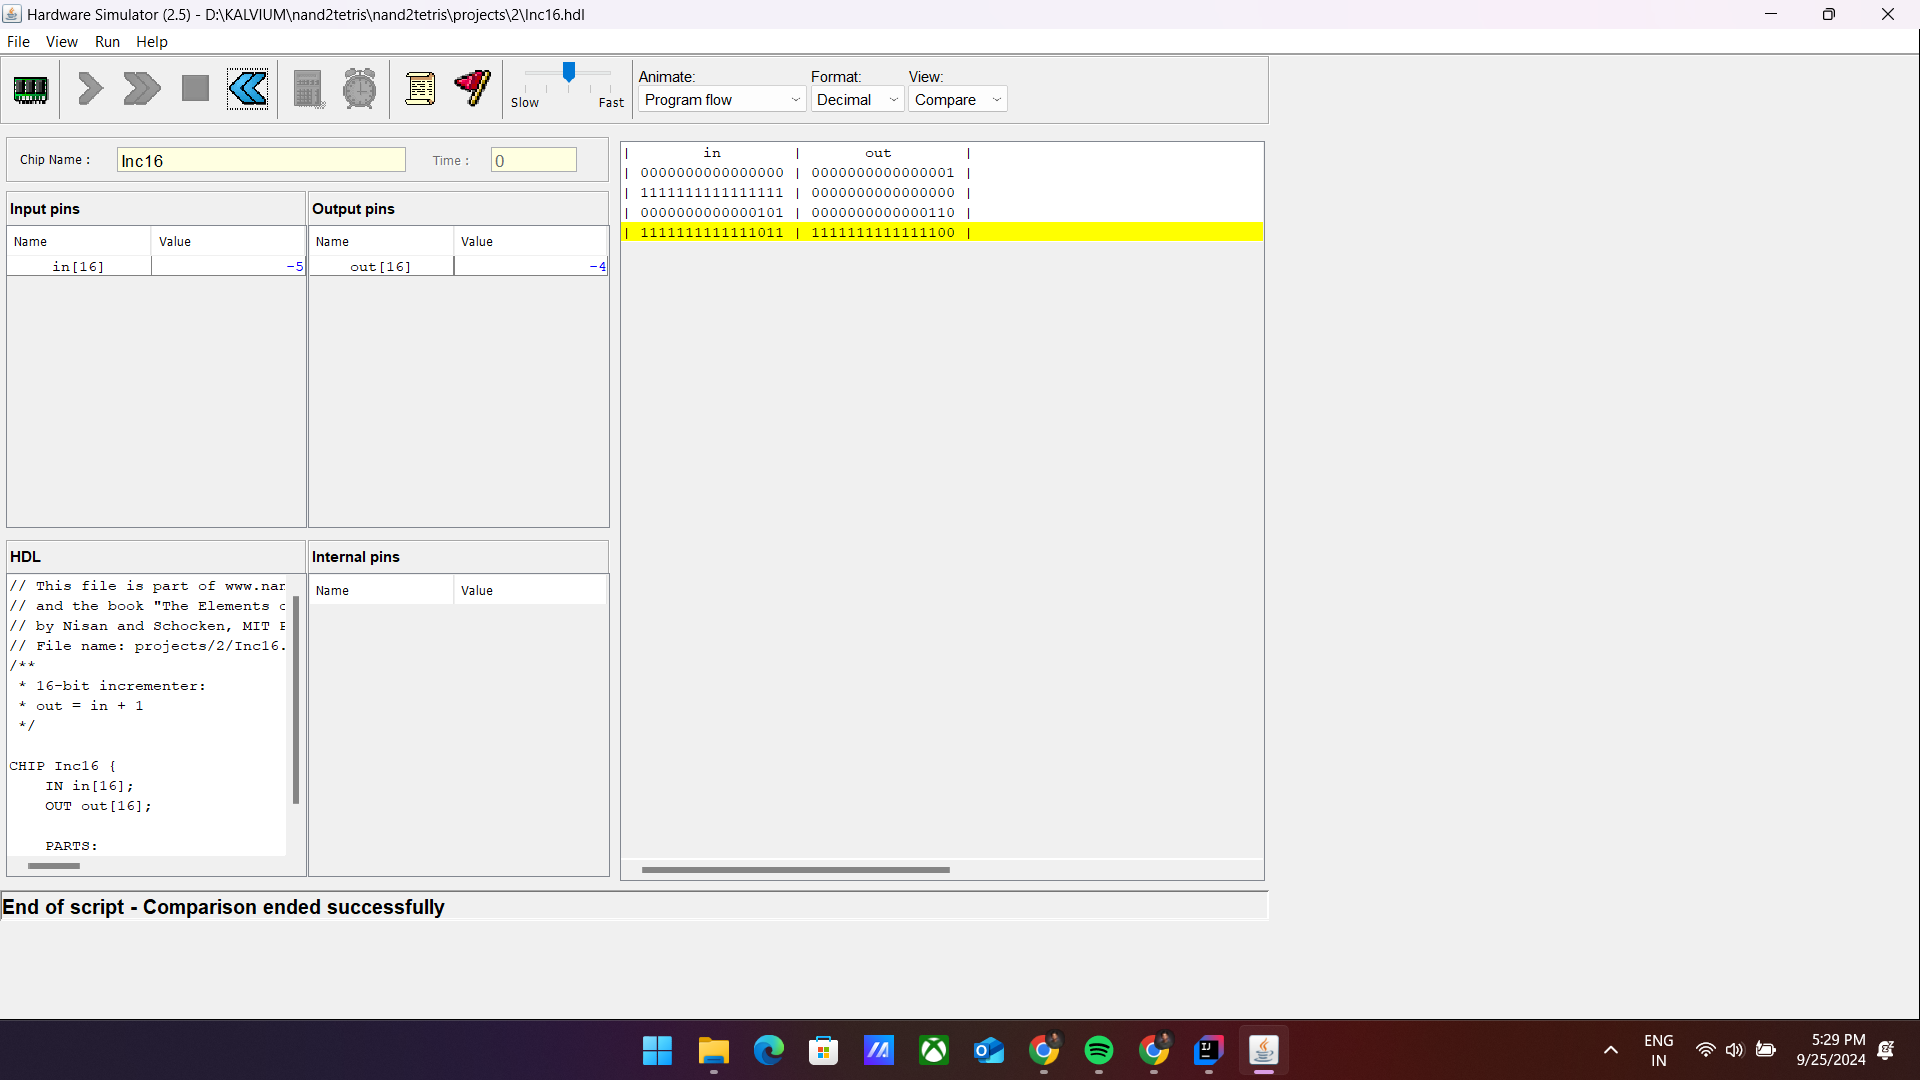 Hardware Simulator (2.5) - D:\KALVIUM\nand2tetris\nand2tetris\projects\2\Inc16.hdl
File View Run Help
Slow Fast
Animate: Format: View:
Program flow Decimal Compare
Chip Name : Inc16 Time : 0
Input pins
Name Value
in[16] -5
Output pins
Name Value
out[16] -4
| in | out |
| 0000000000000000 | 0000000000000001 |
| 1111111111111111 | 0000000000000000 |
| 0000000000000101 | 0000000000000110 |
| 1111111111111011 | 1111111111111100 |
HDL
// This file is part of www.nan
// and the book "The Elements o
// by Nisan and Schocken, MIT P
// File name: projects/2/Inc16.
/**
* 16-bit incrementer:
* out = in + 1
*/
CHIP Inc16 {
IN in[16];
OUT out[16];
PARTS:
Internal pins
Name Value
End of script - Comparison ended successfully
ENG
IN
5:29 PM
9/25/2024